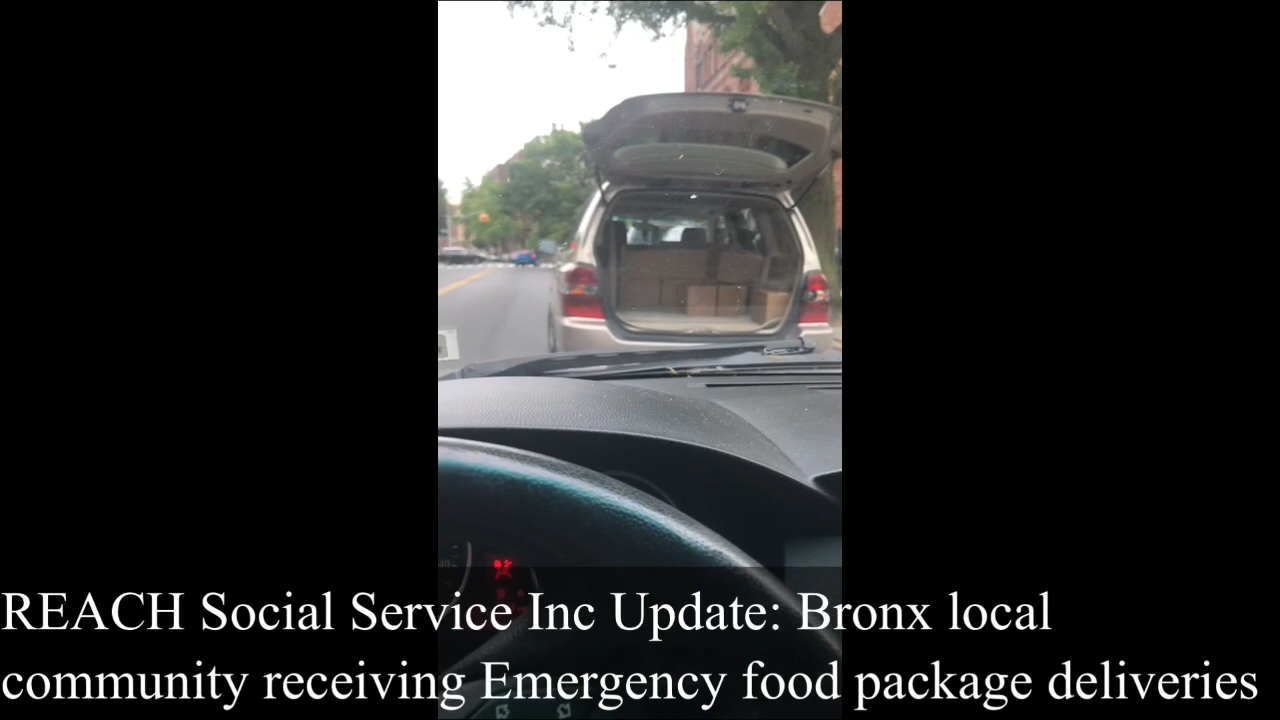 REACH Social Service Inc Update: Bronx local
community receiving Emergency food package deliveries